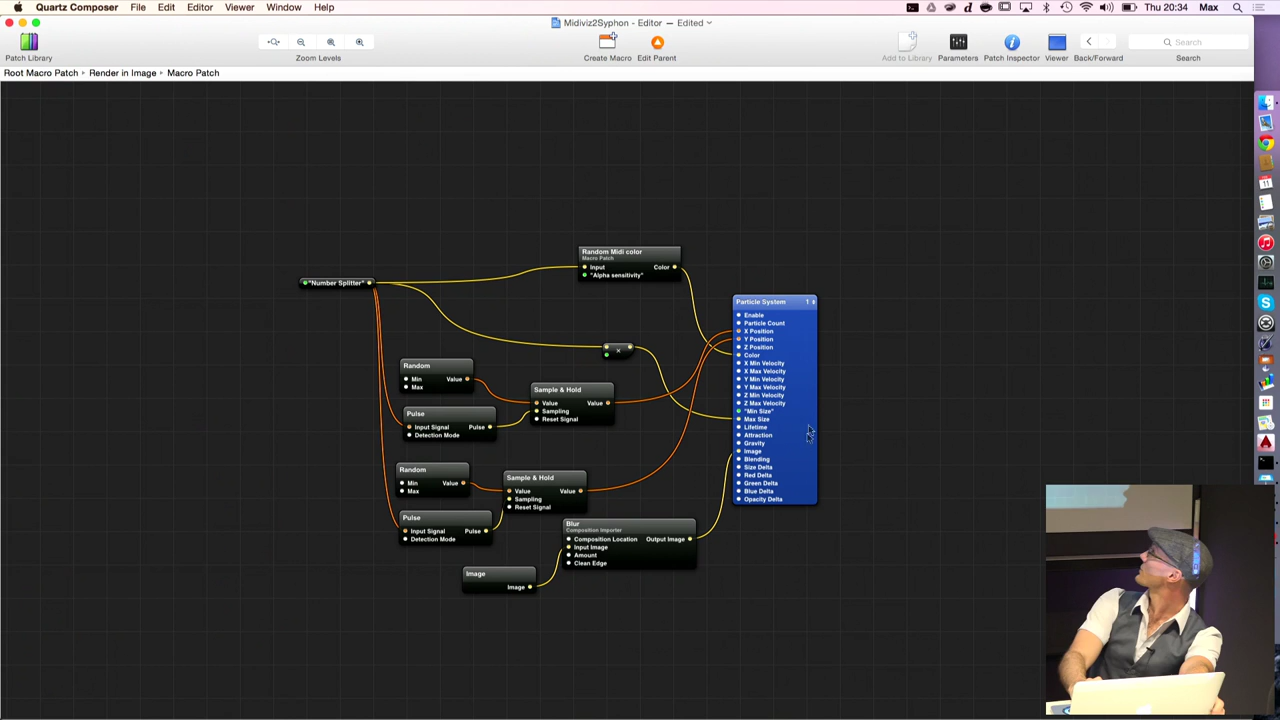 Quartz Composer File Edit Editor Viewer Window Help
Thu 20:34 Max
Midiviz2Syphon - Editor — Edited
Patch Library
Zoom Levels
Create Macro
Edit Parent
Add to Library
Parameters
Patch Inspector
Viewer
Back/Forward
Search
Search
Root Macro Patch
Render in Image
Macro Patch
"Number Splitter"
Random Midi color
Macro Patch
Input Color
"Alpha sensitivity"
×
Random
Min Value
Max
Pulse
Input Signal Pulse
Detection Mode
Sample & Hold
Value Value
Sampling
Reset Signal
Random
Min Value
Max
Pulse
Input Signal Pulse
Detection Mode
Sample & Hold
Value Value
Sampling
Reset Signal
Blur
Composition Importer
Composition Location Output Image
Input Image
Amount
Clean Edge
Image
Image
Particle System 1
Enable
Particle Count
X Position
Y Position
Z Position
Color
X Min Velocity
X Max Velocity
Y Min Velocity
Y Max Velocity
Z Min Velocity
Z Max Velocity
"Min Size"
Max Size
Lifetime
Attraction
Gravity
Image
Blending
Size Delta
Red Delta
Green Delta
Blue Delta
Opacity Delta